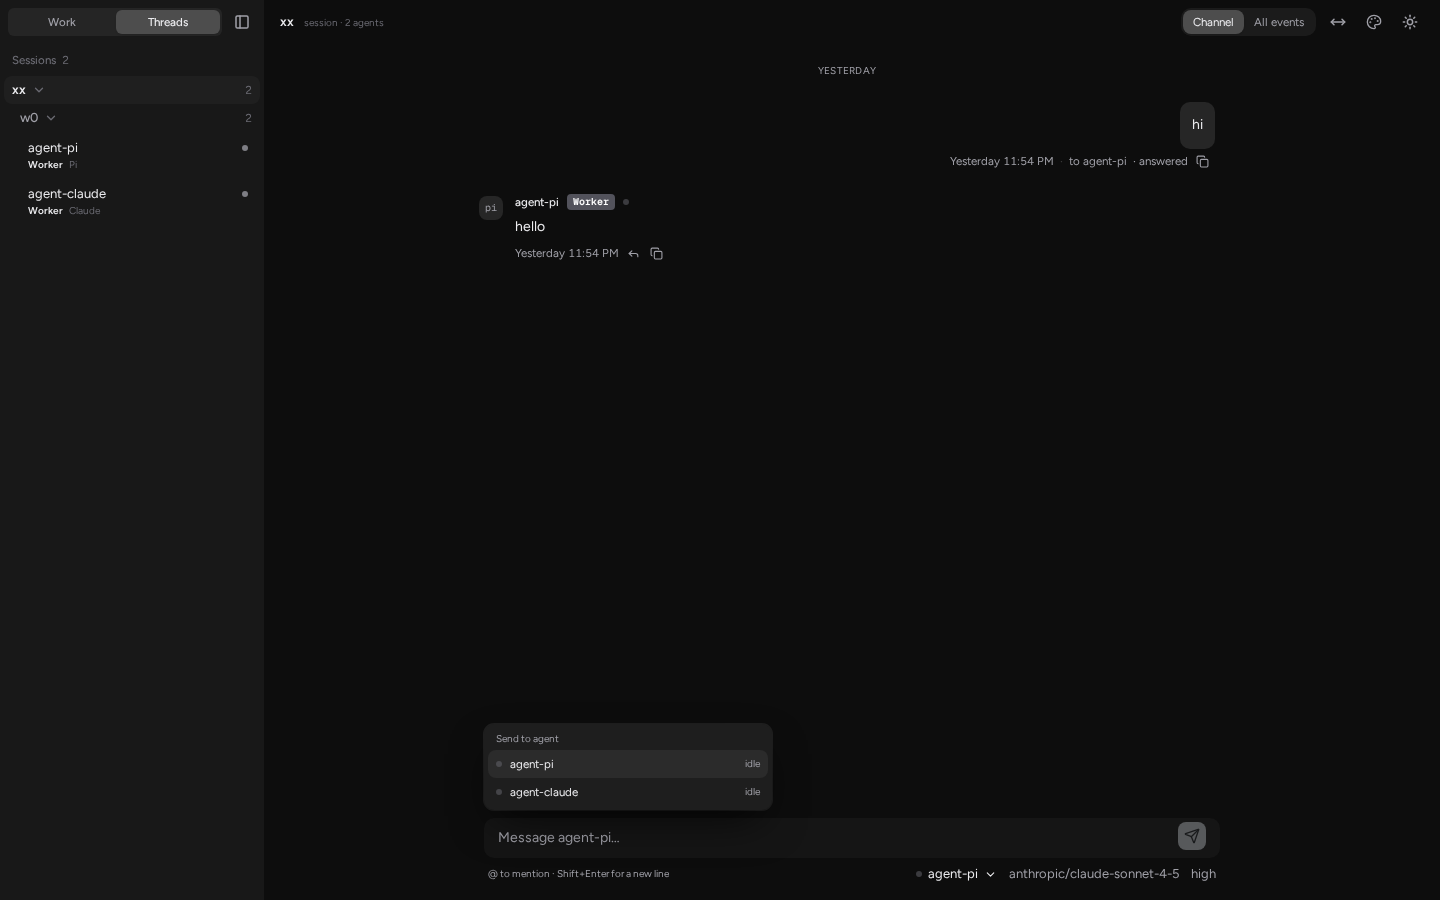 Work Threads
Sessions 2
xx 2
w0 2
agent-pi
Worker Pi
agent-claude
Worker Claude
xx session · 2 agents
Channel All events
YESTERDAY
hi
Yesterday 11:54 PM · to agent-pi · answered
pi agent-pi Worker
hello
Yesterday 11:54 PM
Send to agent
agent-pi idle
agent-claude idle
Message agent-pi...
@ to mention · Shift+Enter for a new line
agent-pi anthropic/claude-sonnet-4-5 high